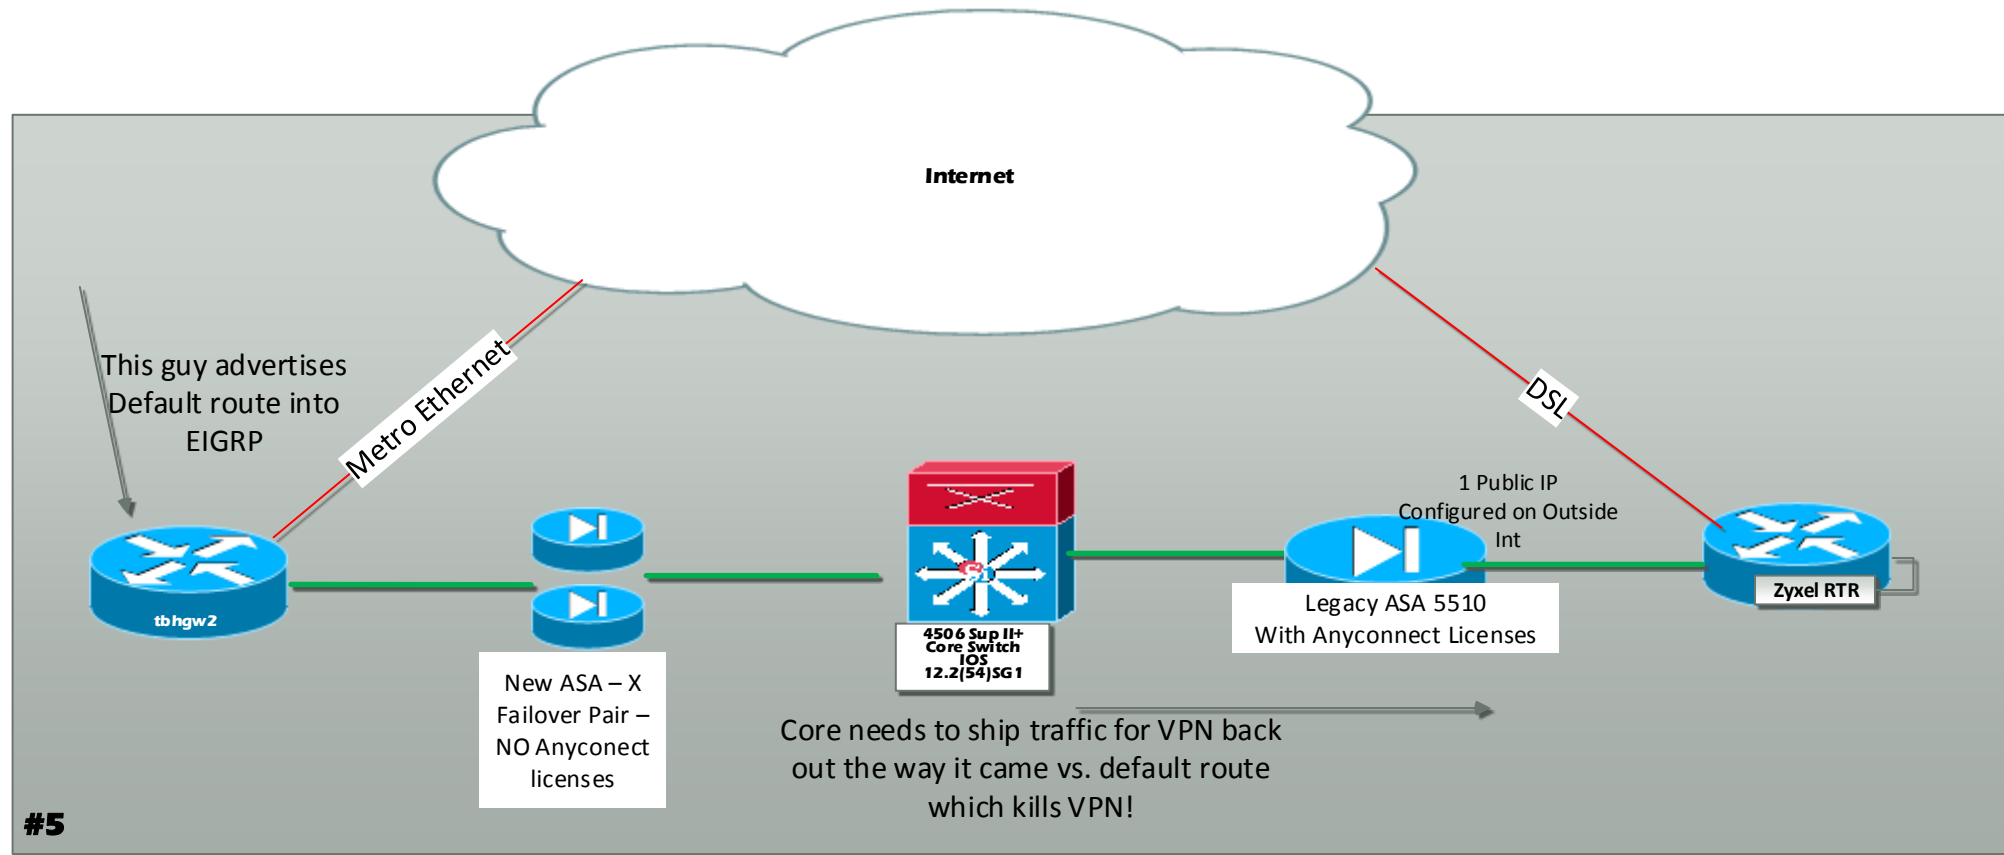 Internet
This guy advertises
Default route into
EIGRP
Metro Ethernet
DSL
1 Public IP
Configured on Outside
Int
tbhgw2
Zyxel RTR
Legacy ASA 5510
With Anyconnect Licenses
4506 Sup II+
Core Switch
IOS
12.2(54)SG1
New ASA – X
Failover Pair –
NO Anyconect
licenses
Core needs to ship traffic for VPN back
out the way it came vs. default route
which kills VPN!
#5